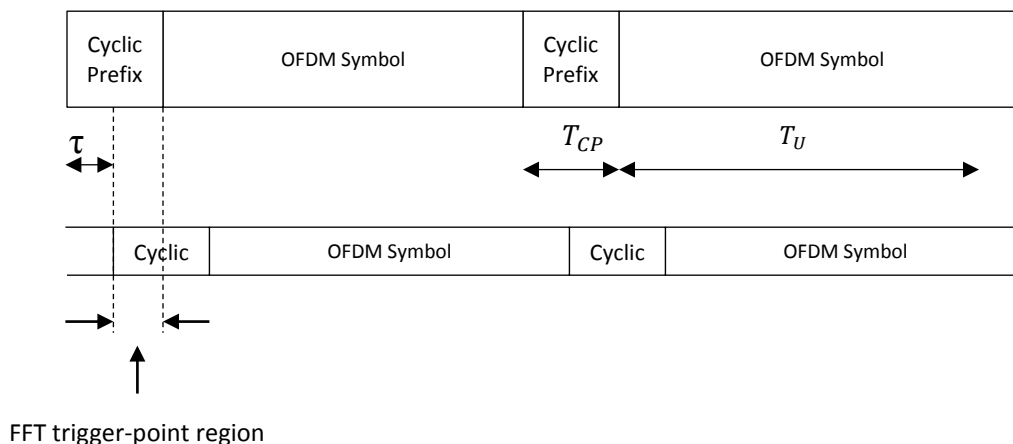 Cyclic
Prefix
OFDM Symbol
Cyclic
Prefix
OFDM Symbol
τ
T_CP
T_U
Cyclic
OFDM Symbol
Cyclic
OFDM Symbol
FFT trigger-point region